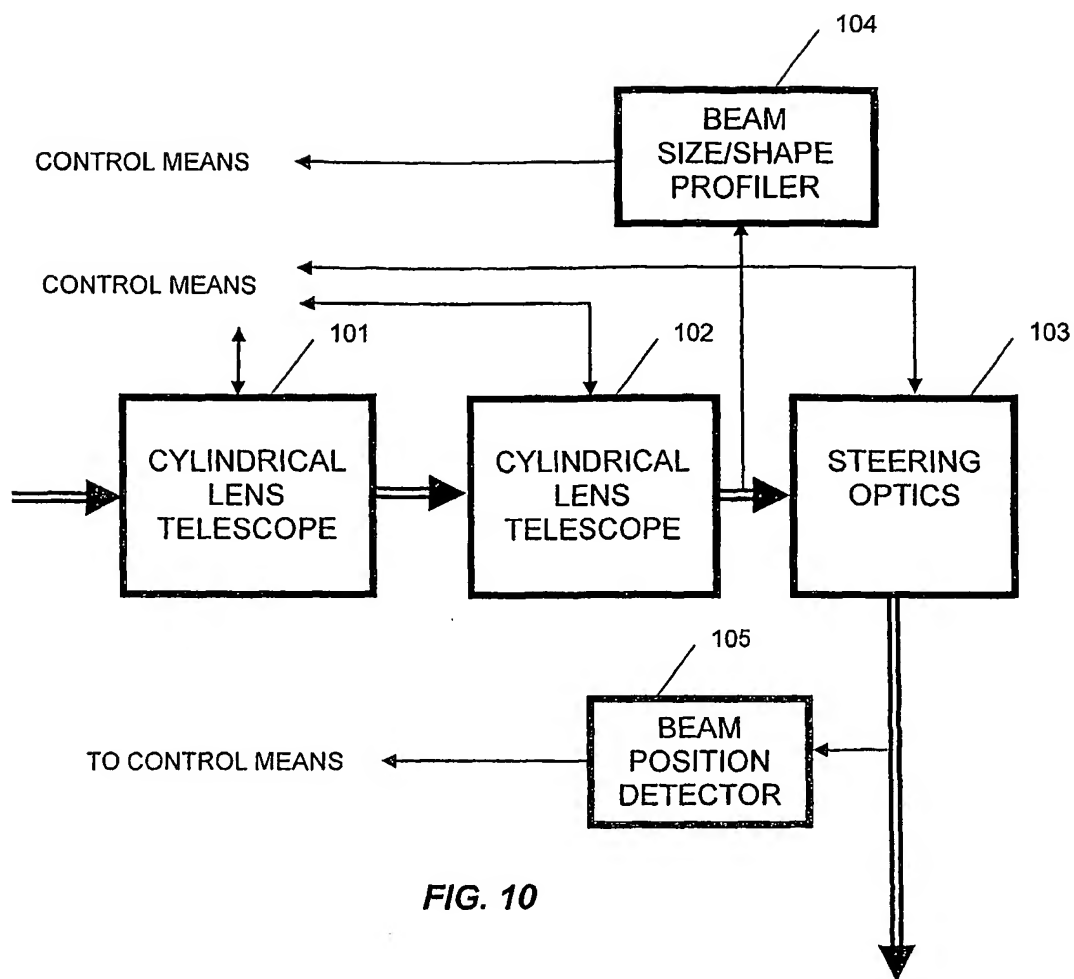 104
BEAM
SIZE/SHAPE
PROFILER
CONTROL MEANS
CONTROL MEANS
101
102
103
CYLINDRICAL
LENS
TELESCOPE
CYLINDRICAL
LENS
TELESCOPE
STEERING
OPTICS
105
BEAM
POSITION
DETECTOR
TO CONTROL MEANS
FIG. 10